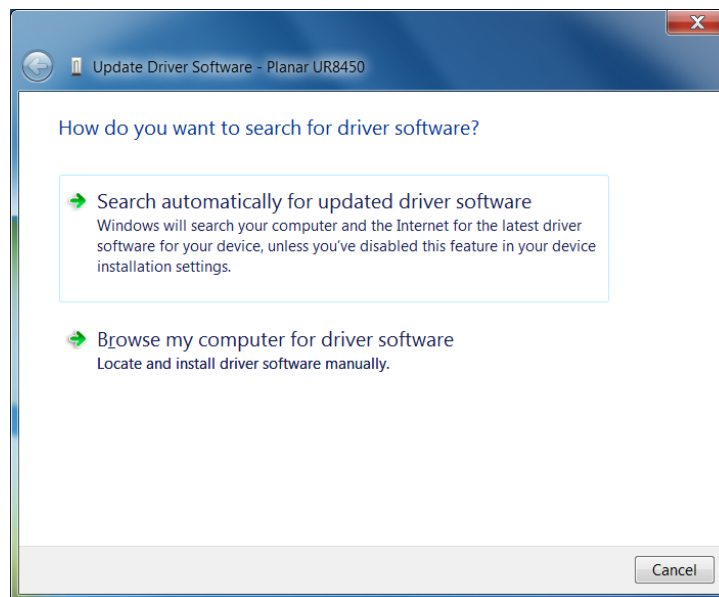 Update Driver Software - Planar UR8450
How do you want to search for driver software?
Search automatically for updated driver software
Windows will search your computer and the Internet for the latest driver
software for your device, unless you've disabled this feature in your device
installation settings.
Browse my computer for driver software
Locate and install driver software manually.
Cancel